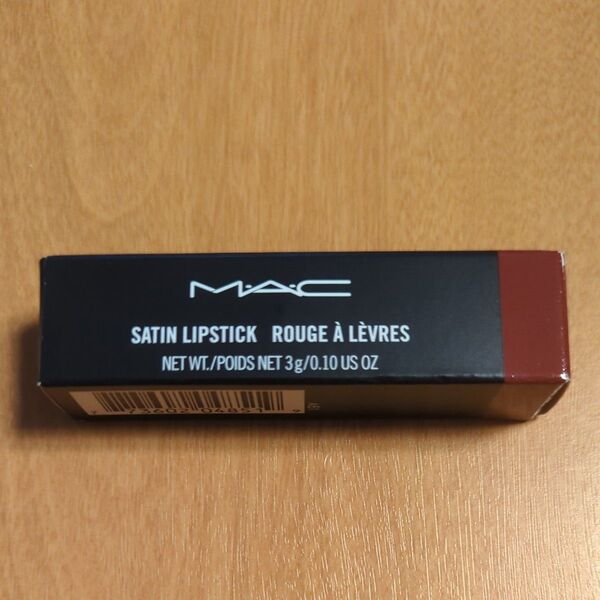 M·A·C
SATIN LIPSTICK ROUGE À LÈVRES
NET WT./POIDS NET 3 g/0.10 US OZ